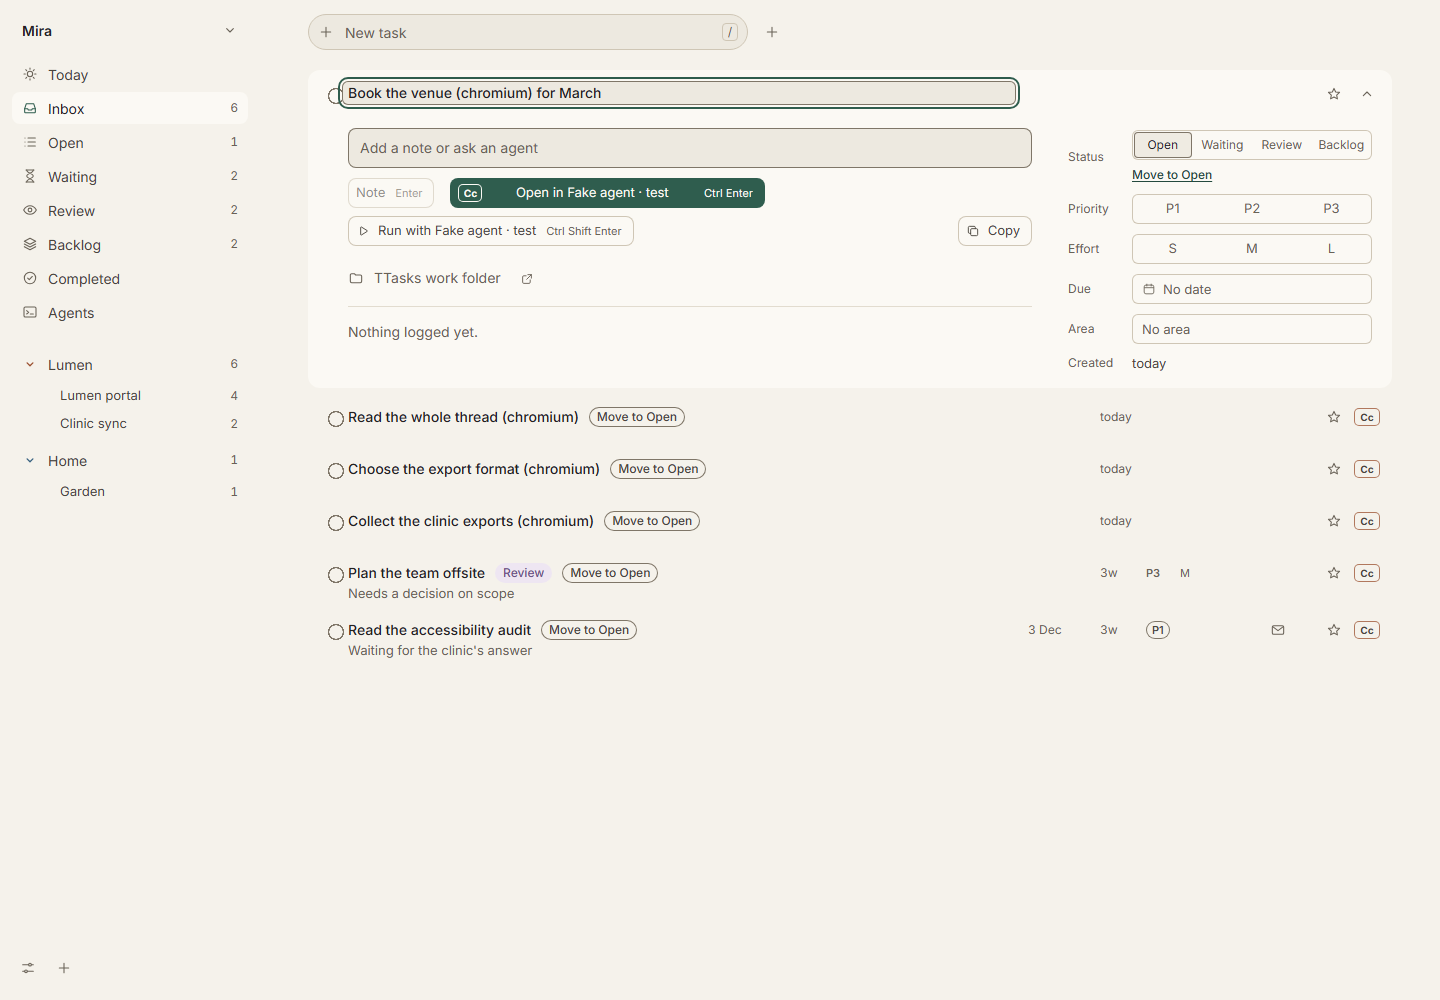 Mira
Today
Inbox 6
Open 1
Waiting 2
Review 2
Backlog 2
Completed
Agents
Lumen 6
Lumen portal 4
Clinic sync 2
Home 1
Garden 1
New task /
Book the venue (chromium) for March
Add a note or ask an agent
Note Enter
Cc Open in Fake agent · test Ctrl Enter
Run with Fake agent · test Ctrl Shift Enter
Copy
TTasks work folder
Nothing logged yet.
Status Open Waiting Review Backlog
Move to Open
Priority P1 P2 P3
Effort S M L
Due No date
Area No area
Created today
Read the whole thread (chromium) Move to Open today Cc
Choose the export format (chromium) Move to Open today Cc
Collect the clinic exports (chromium) Move to Open today Cc
Plan the team offsite Review Move to Open 3w P3 M Cc
Needs a decision on scope
Read the accessibility audit Move to Open 3 Dec 3w P1 Cc
Waiting for the clinic's answer